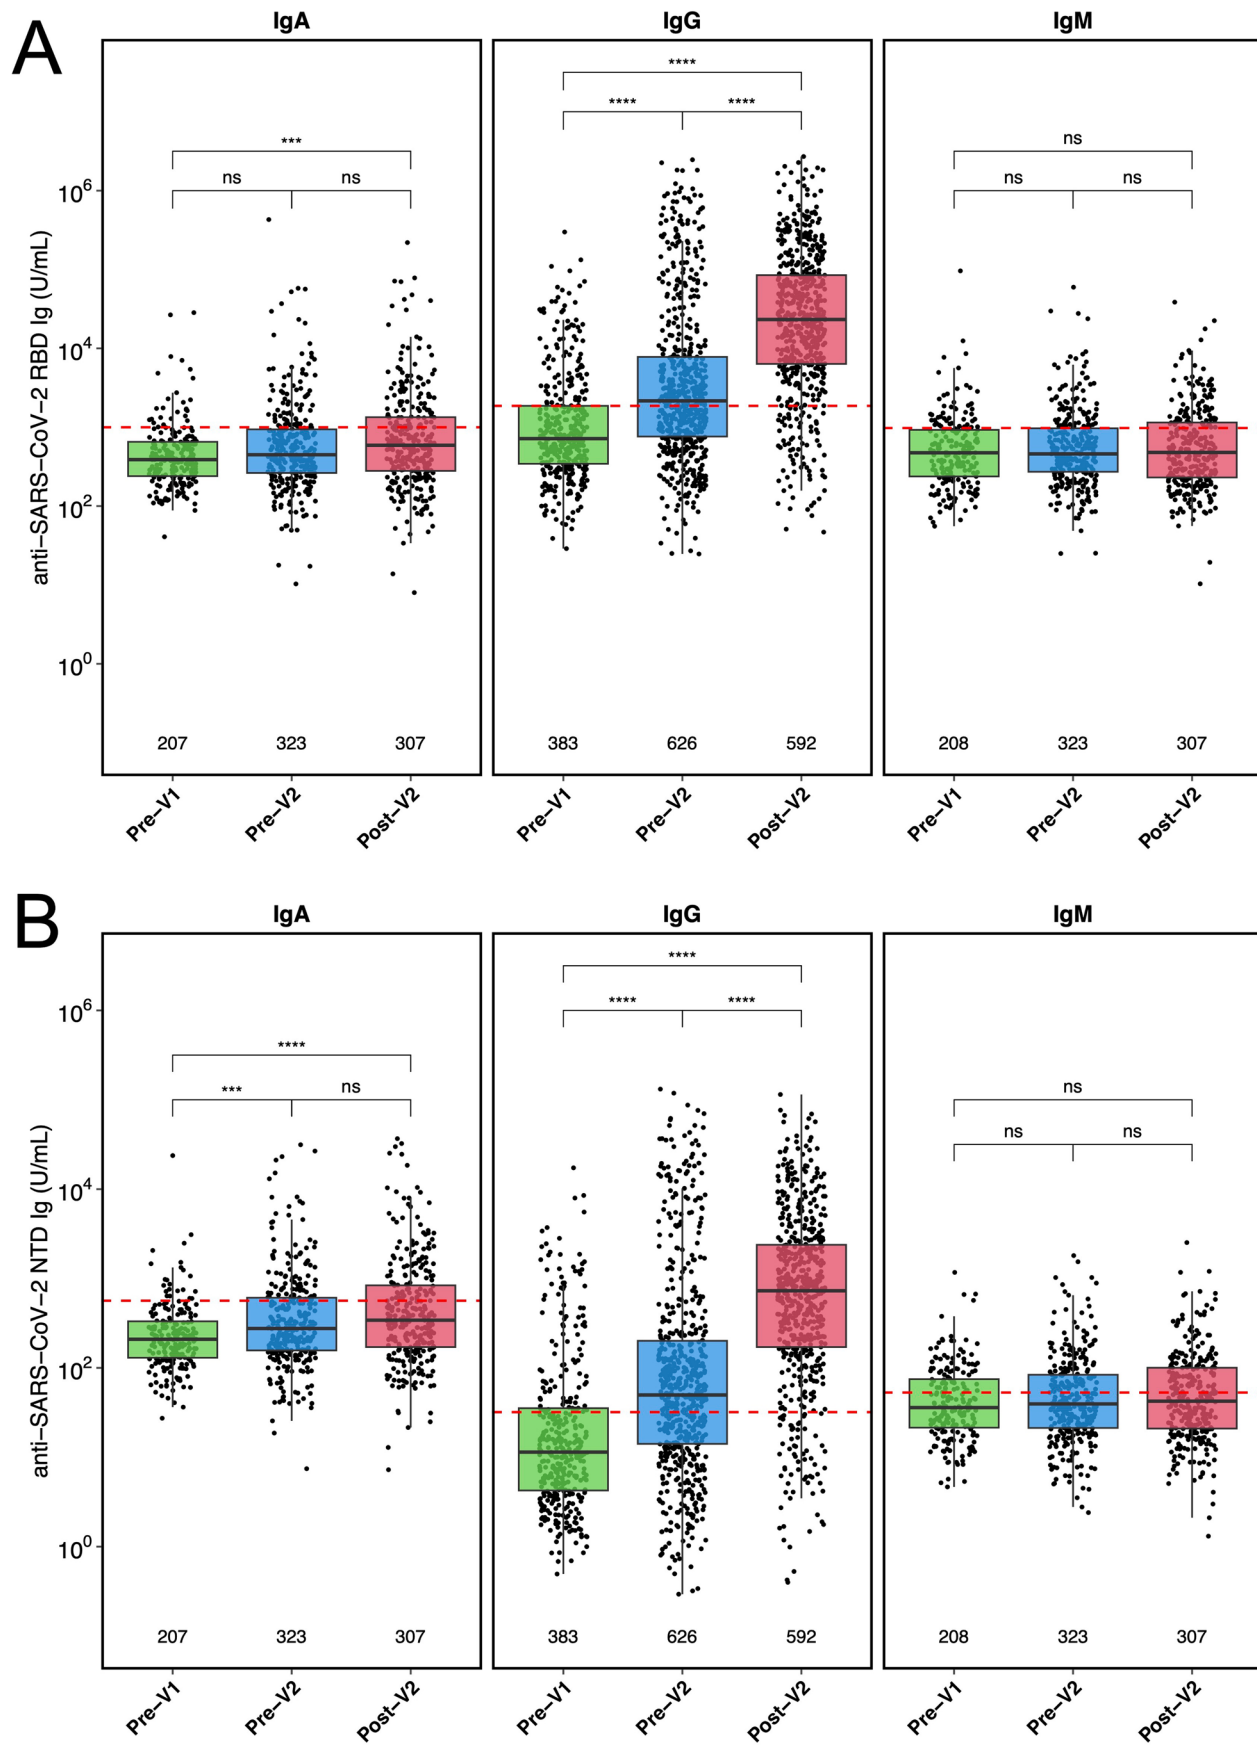 A
IgA
IgG
IgM
anti−SARS−CoV−2 RBD Ig (U/mL)
10^6
10^4
10^2
10^0
***
ns
ns
****
****
****
ns
ns
ns
207
323
307
383
626
592
208
323
307
Pre−V1
Pre−V2
Post−V2
Pre−V1
Pre−V2
Post−V2
Pre−V1
Pre−V2
Post−V2
B
IgA
IgG
IgM
anti−SARS−CoV−2 NTD Ig (U/mL)
10^6
10^4
10^2
10^0
****
***
ns
****
****
****
ns
ns
ns
207
323
307
383
626
592
208
323
307
Pre−V1
Pre−V2
Post−V2
Pre−V1
Pre−V2
Post−V2
Pre−V1
Pre−V2
Post−V2